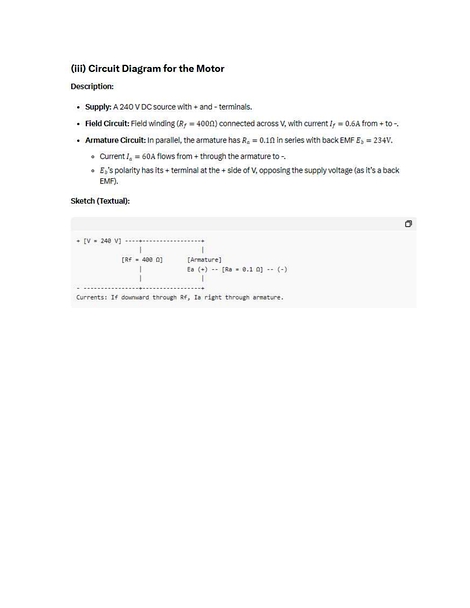 (iii) Circuit Diagram for the Motor
Description:
• Supply: A 240 V DC source with + and - terminals.
• Field Circuit: Field winding (R_f = 400Ω) connected across V, with current I_f = 0.6A from + to -.
• Armature Circuit: In parallel, the armature has R_a = 0.1Ω in series with back EMF E_b = 234V.
◦ Current I_a = 60A flows from + through the armature to -.
◦ E_b's polarity has its + terminal at the + side of V, opposing the supply voltage (as it's a back
EMF).
Sketch (Textual):
+ [V = 240 V] ----+----------------+
| |
[Rf = 400 Ω] [Armature]
| Ea (+) -- [Ra = 0.1 Ω] -- (-)
| |
- ----------------+----------------+
Currents: If downward through Rf, Ia right through armature.